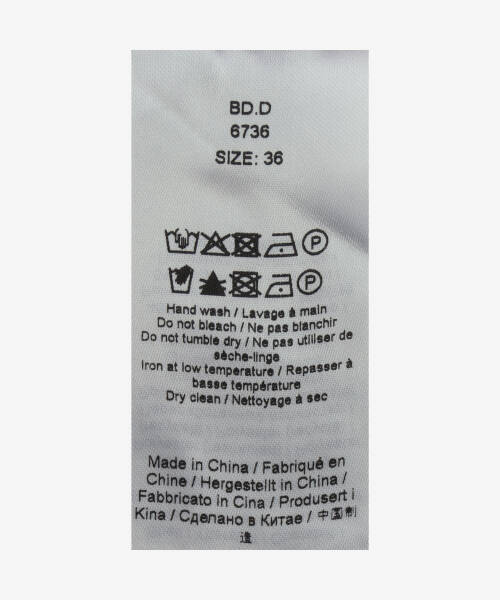 BD.D
6736
SIZE: 36
P
P
Hand wash / Lavage à main
Do not bleach / Ne pas blanchir
Do not tumble dry / Ne pas utiliser de
sèche-linge
Iron at low temperature / Repasser à
basse température
Dry clean / Nettoyage à sec
Made in China / Fabriqué en
Chine / Hergestellt in China /
Fabbricato in Cina / Produsert i
Kina / Сделано в Китае / 中国制
造